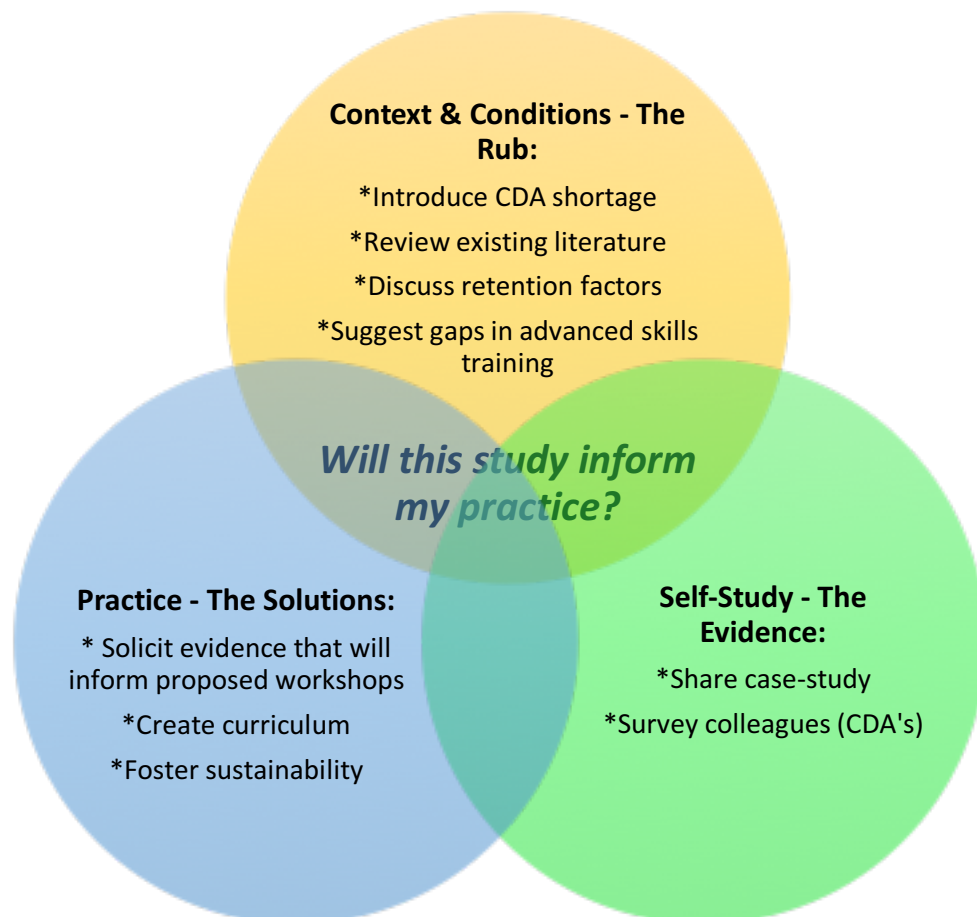 Context & Conditions - The
Rub:
*Introduce CDA shortage
*Review existing literature
*Discuss retention factors
*Suggest gaps in advanced skills
training
Will this study inform
my practice?
Practice - The Solutions:
* Solicit evidence that will
inform proposed workshops
*Create curriculum
*Foster sustainability
Self-Study - The
Evidence:
*Share case-study
*Survey colleagues (CDA's)